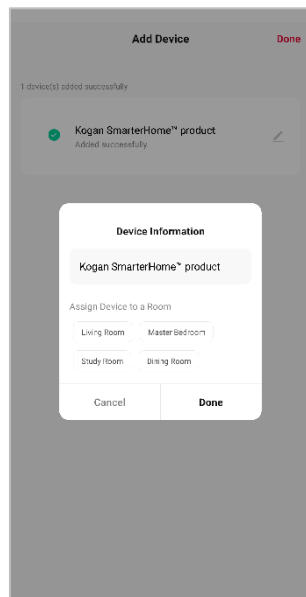 Add Device
Done
1 device(s) added successfully
Kogan SmarterHome™ product
Added successfully
Device Information
Kogan SmarterHome™ product
Assign Device to a Room
Living Room
Master Bedroom
Study Room
Dining Room
Cancel
Done